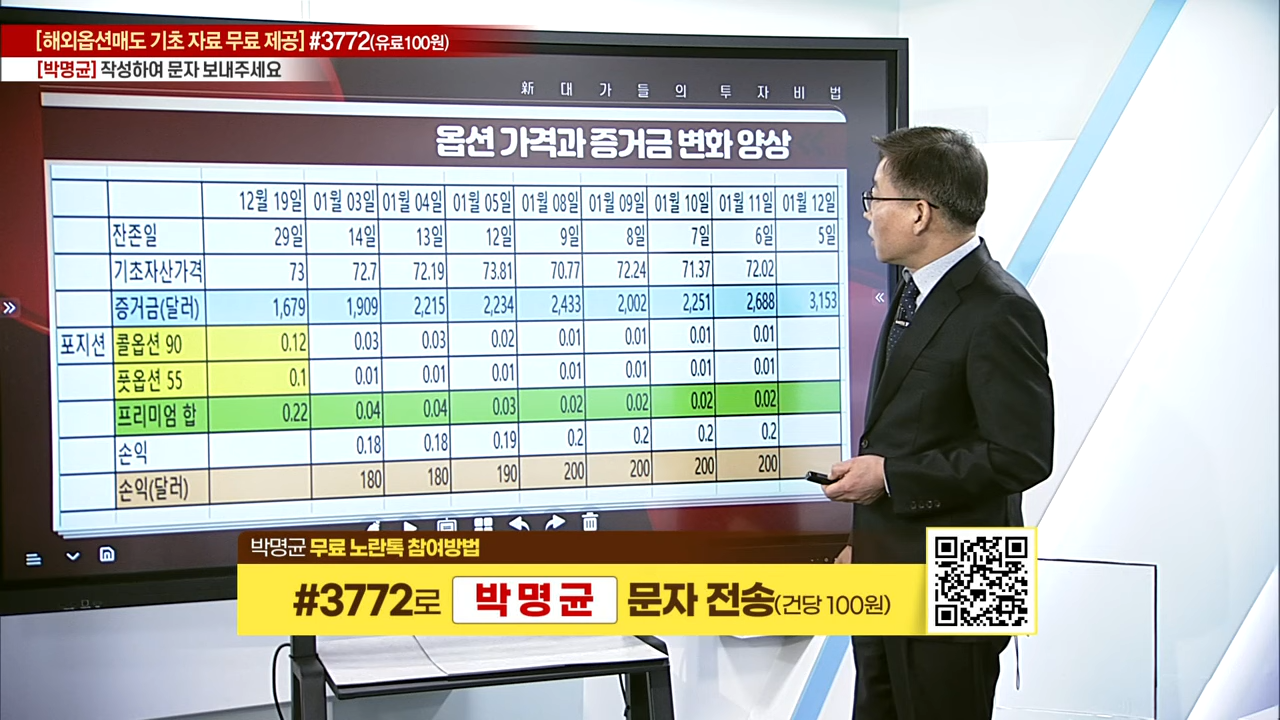 [해외옵션매도 기초 자료 무료 제공] #3772(유료100원)
[박명균] 작성하여 문자 보내주세요
新 대 가 들 의 투 자 비 법
옵션 가격과 증거금 변화 양상
12월 19일 01월 03일 01월 04일 01월 05일 01월 08일 01월 09일 01월 10일 01월 11일 01월 12일
잔존일 29일 14일 13일 12일 9일 8일 7일 6일 5일
기초자산가격 73 72.7 72.19 73.81 70.77 72.24 71.37 72.02
증거금(달러) 1,679 1,909 2,215 2,234 2,433 2,002 2,251 2,688 3,153
포지션 콜옵션 90 0.12 0.03 0.03 0.02 0.01 0.01 0.01 0.01
풋옵션 55 0.1 0.01 0.01 0.01 0.01 0.01 0.01 0.01
프리미엄 합 0.22 0.04 0.04 0.03 0.02 0.02 0.02 0.02
손익 0.18 0.18 0.19 0.2 0.2 0.2 0.2
손익(달러) 180 180 190 200 200 200 200
박명균 무료 노란톡 참여방법
#3772로 박명균 문자 전송(건당 100원)